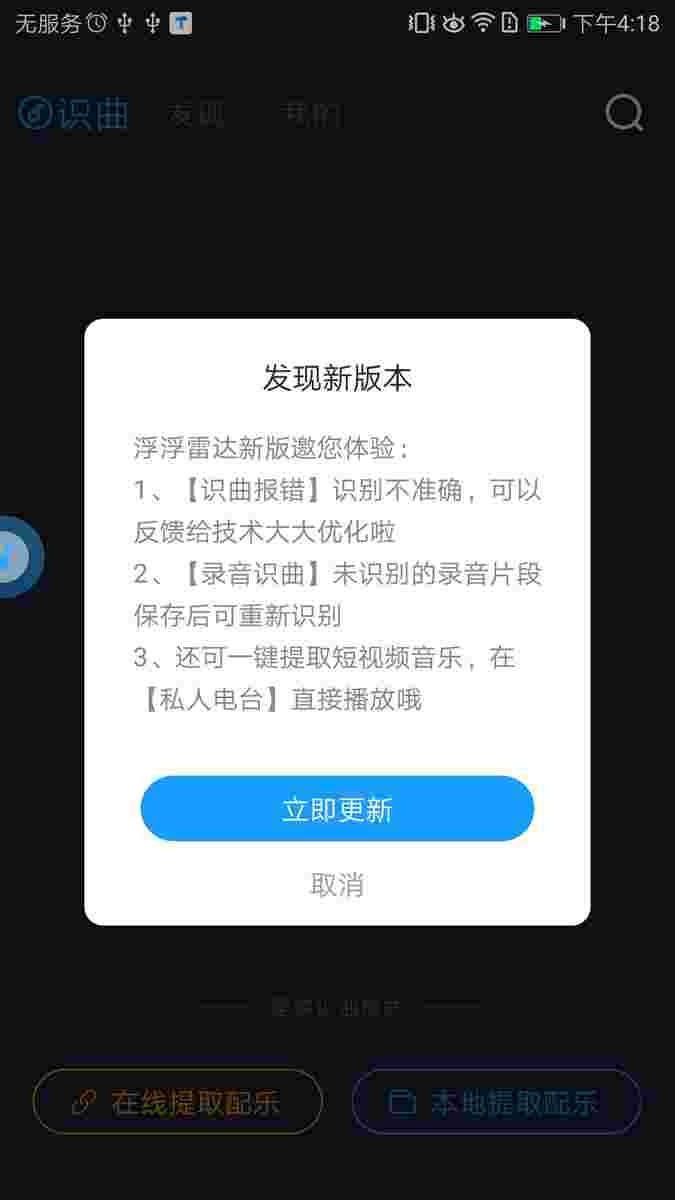 无服务
下午4:18
识曲 发现 我的
发现新版本
浮浮雷达新版邀您体验：
1、【识曲报错】识别不准确，可以
反馈给技术大大优化啦
2、【录音识曲】未识别的录音片段
保存后可重新识别
3、还可一键提取短视频音乐，在
【私人电台】直接播放哦
立即更新
取消
在线提取配乐 本地提取配乐